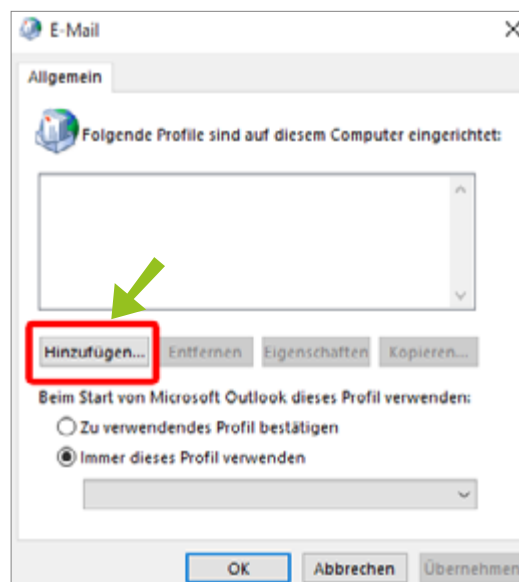 E-Mail
Allgemein
Folgende Profile sind auf diesem Computer eingerichtet:
Hinzufügen... Entfernen Eigenschaften Kopieren...
Beim Start von Microsoft Outlook dieses Profil verwenden:
Zu verwendendes Profil bestätigen
Immer dieses Profil verwenden
OK Abbrechen Übernehmen